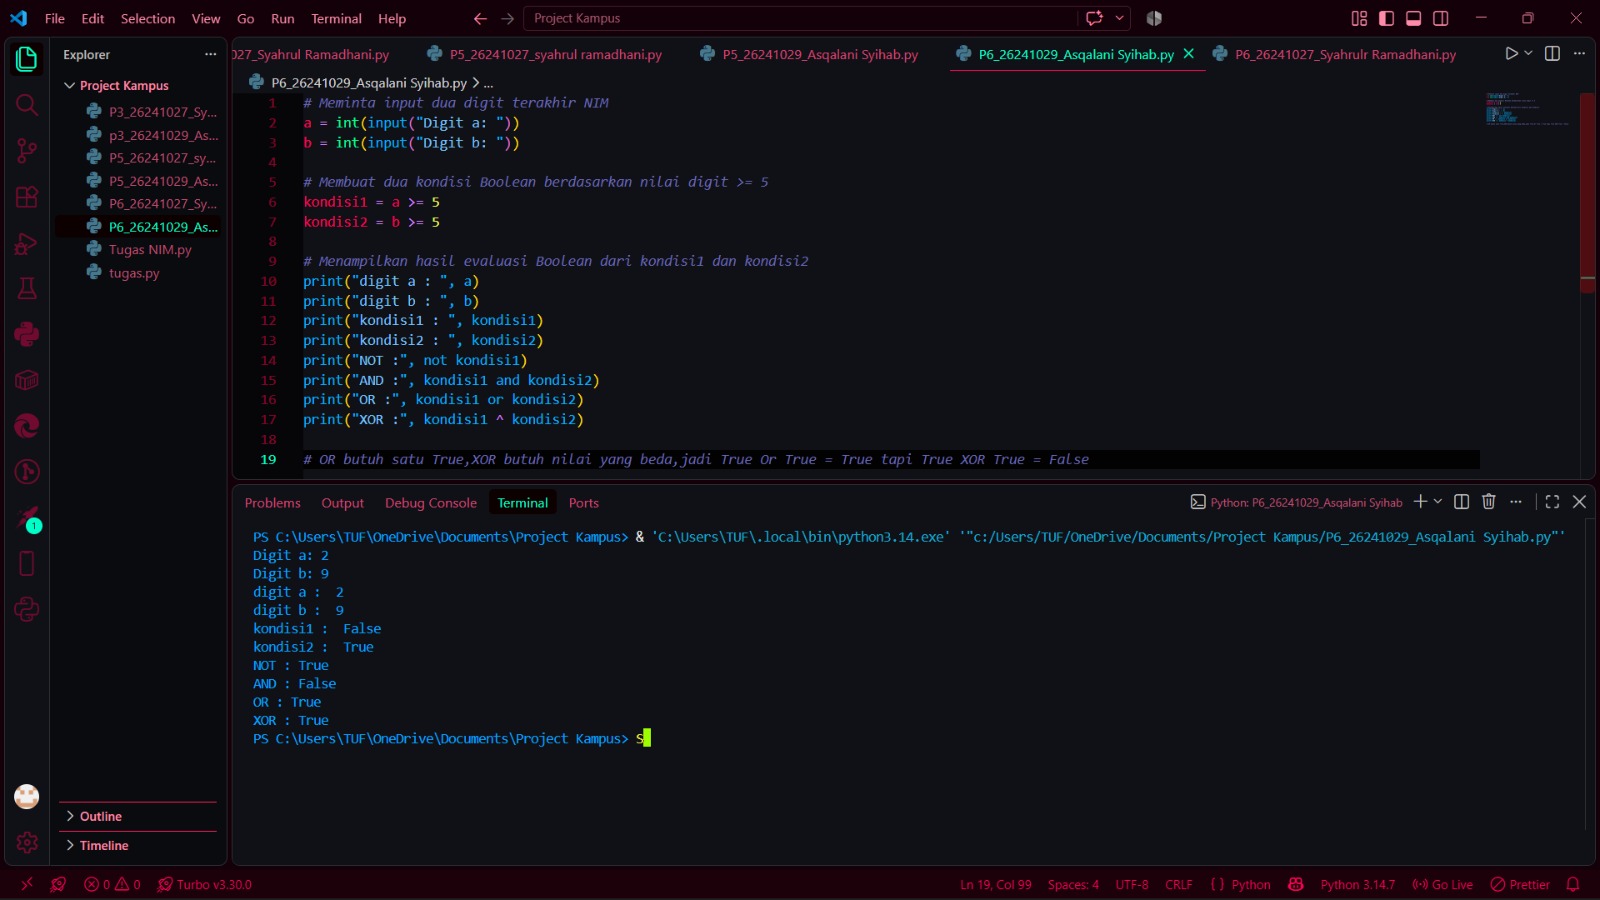 File Edit Selection View Go Run Terminal Help
Project Kampus
Explorer
Project Kampus
P3_26241027_Sy...
p3_26241029_As...
P5_26241027_sy...
P5_26241029_As...
P6_26241027_Sy...
P6_26241029_As...
Tugas NIM.py
tugas.py
Outline
Timeline
027_Syahrul Ramadhani.py P5_26241027_syahrul ramadhani.py P5_26241029_Asqalani Syihab.py P6_26241029_Asqalani Syihab.py P6_26241027_Syahrulr Ramadhani.py
P6_26241029_Asqalani Syihab.py > ...
1 # Meminta input dua digit terakhir NIM
2 a = int(input("Digit a: "))
3 b = int(input("Digit b: "))
4
5 # Membuat dua kondisi Boolean berdasarkan nilai digit >= 5
6 kondisi1 = a >= 5
7 kondisi2 = b >= 5
8
9 # Menampilkan hasil evaluasi Boolean dari kondisi1 dan kondisi2
10 print("digit a : ", a)
11 print("digit b : ", b)
12 print("kondisi1 : ", kondisi1)
13 print("kondisi2 : ", kondisi2)
14 print("NOT :", not kondisi1)
15 print("AND :", kondisi1 and kondisi2)
16 print("OR :", kondisi1 or kondisi2)
17 print("XOR :", kondisi1 ^ kondisi2)
18
19 # OR butuh satu True,XOR butuh nilai yang beda,jadi True Or True = True tapi True XOR True = False
Problems Output Debug Console Terminal Ports
Python: P6_26241029_Asqalani Syihab
PS C:\Users\TUF\OneDrive\Documents\Project Kampus> & 'C:\Users\TUF\.local\bin\python3.14.exe' '"c:/Users/TUF/OneDrive/Documents/Project Kampus/P6_26241029_Asqalani Syihab.py"'
Digit a: 2
Digit b: 9
digit a :  2
digit b :  9
kondisi1 :  False
kondisi2 :  True
NOT : True
AND : False
OR : True
XOR : True
PS C:\Users\TUF\OneDrive\Documents\Project Kampus> S
1
0 0 Turbo v3.30.0
Ln 19, Col 99 Spaces: 4 UTF-8 CRLF { } Python Python 3.14.7 Go Live Prettier